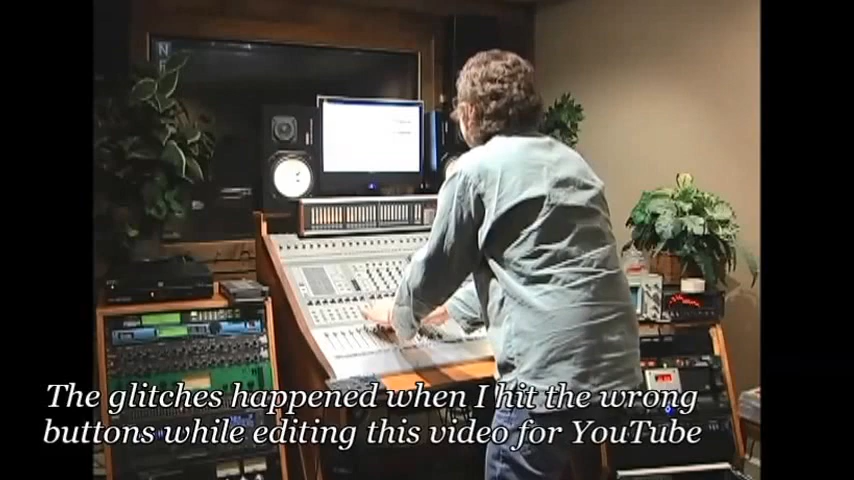 The glitches happened when I hit the wrong
buttons while editing this video for YouTube